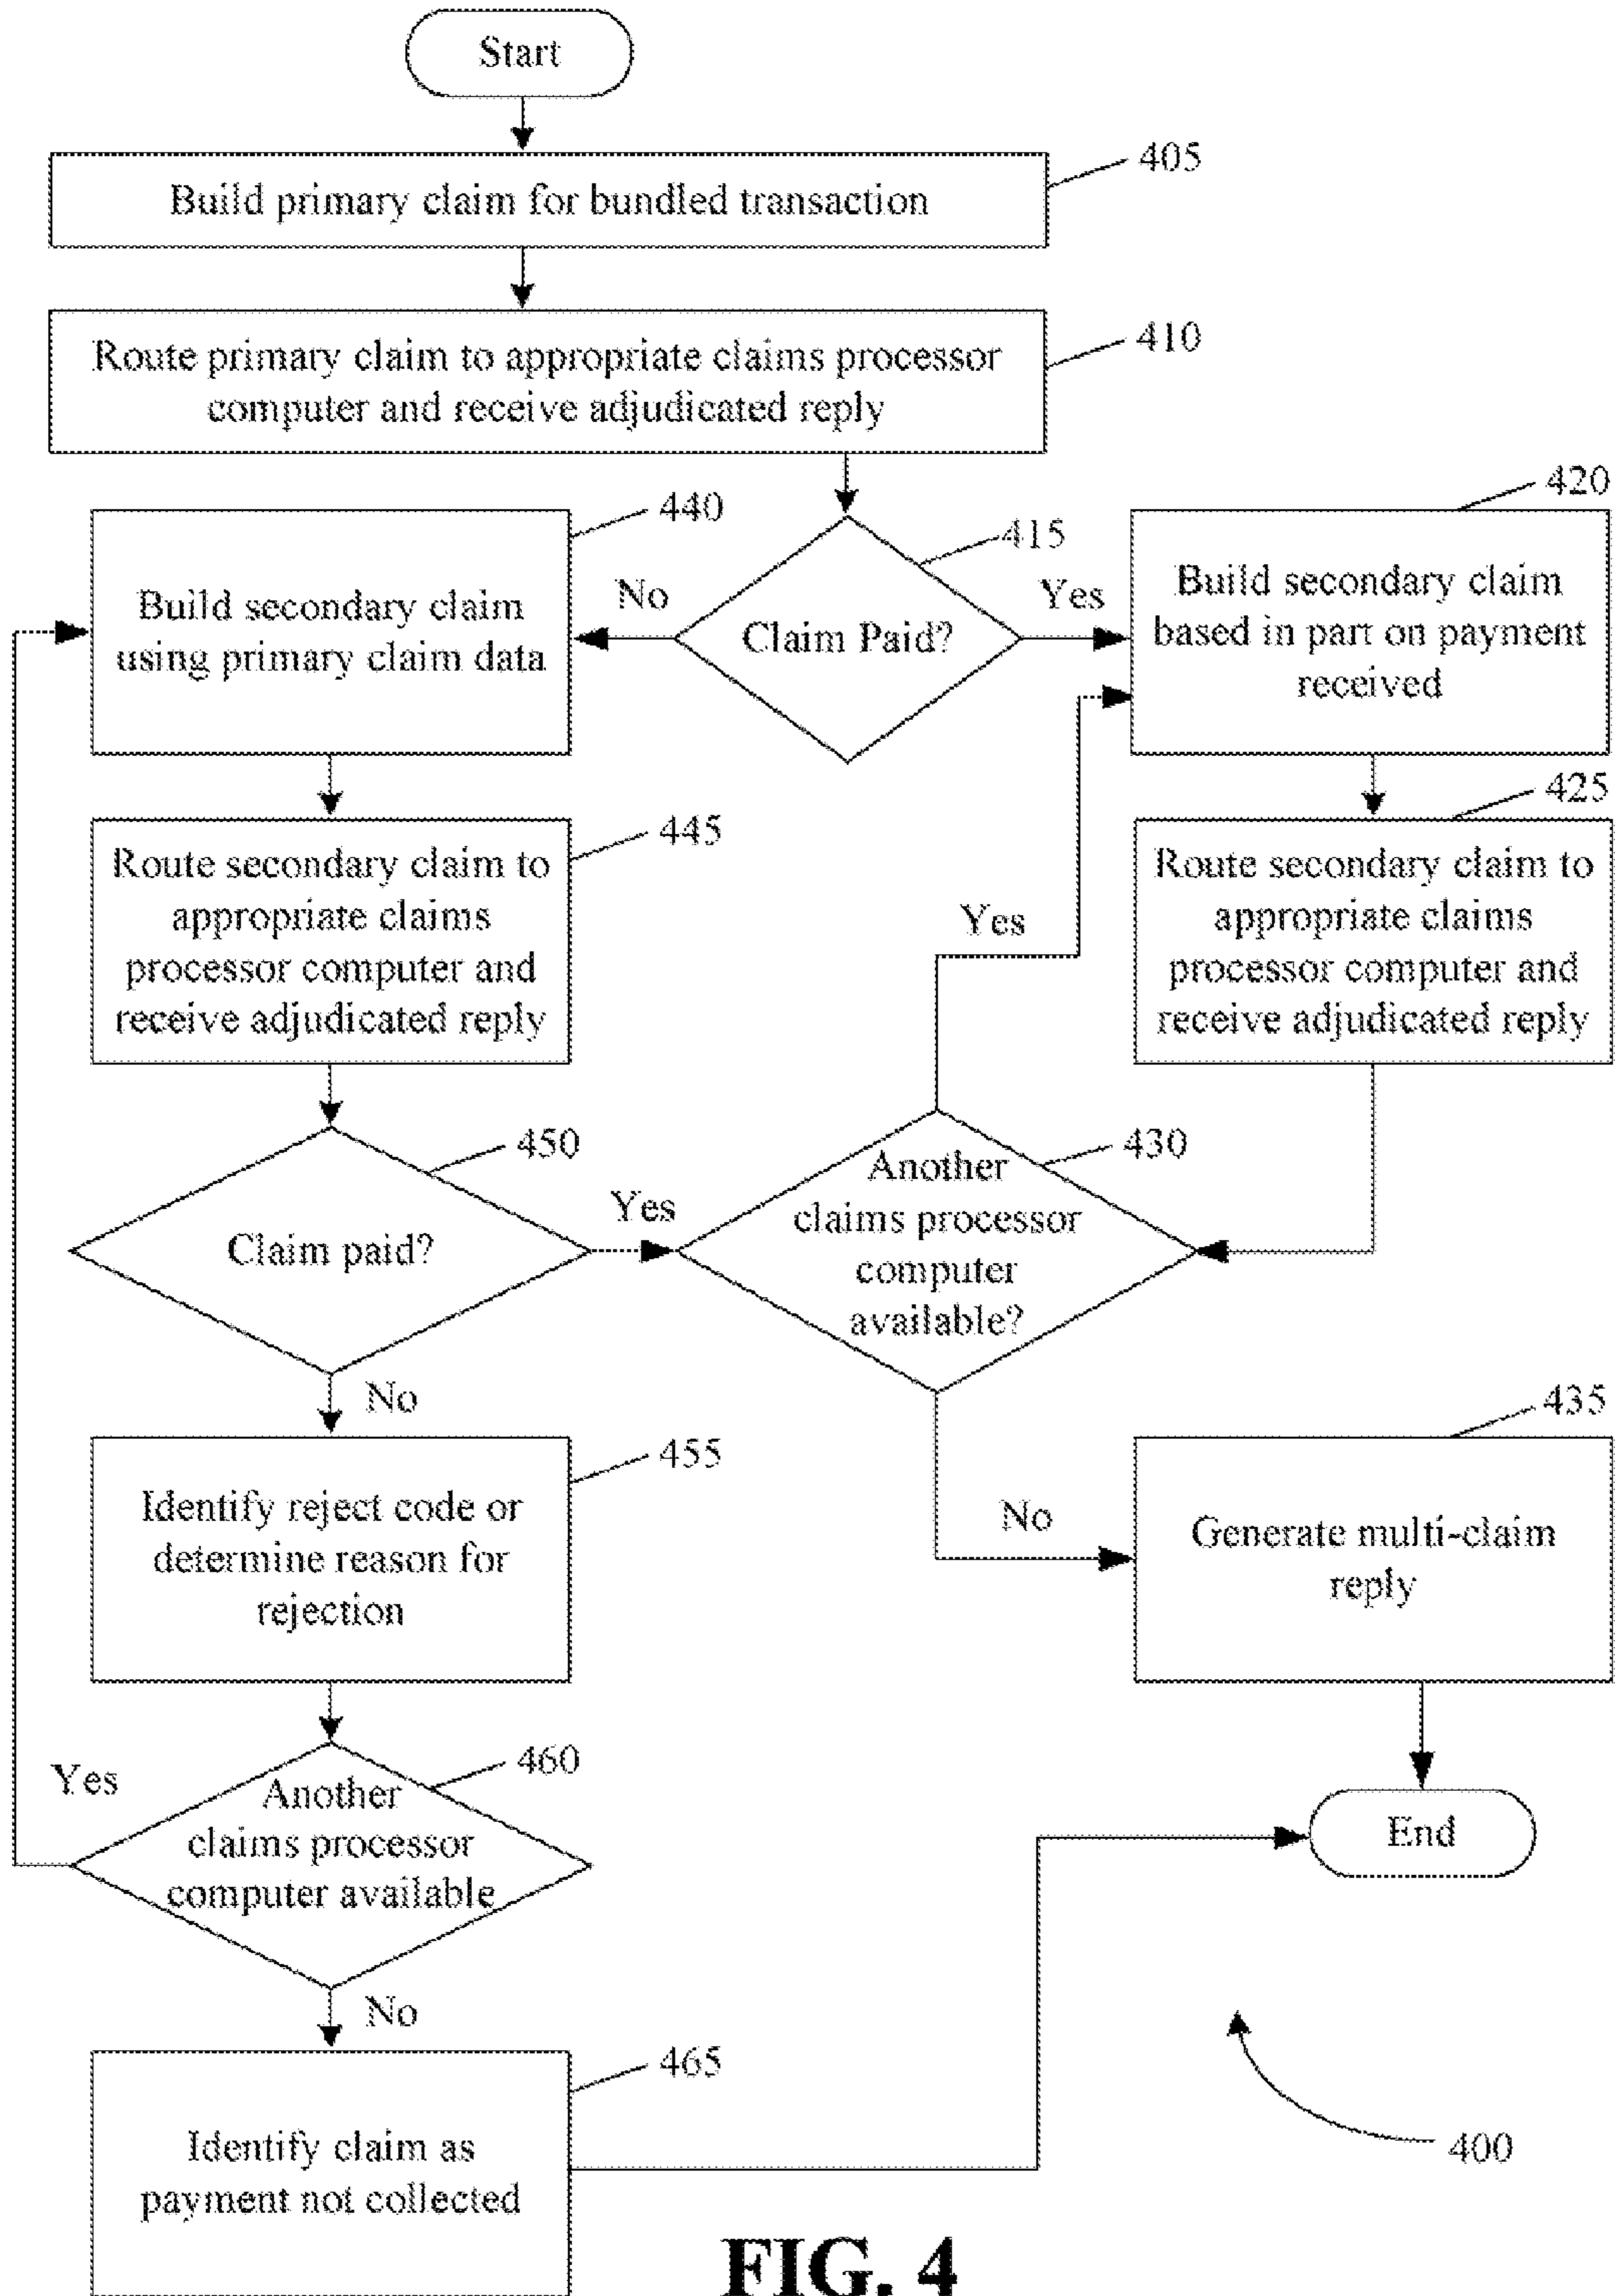 Start
405
Build primary claim for bundled transaction
410
Route primary claim to appropriate claims processor
computer and receive adjudicated reply
440
415
420
Build secondary claim
using primary claim data
No
Claim Paid?
Yes
Build secondary claim
based in part on payment
received
445
425
Route secondary claim to
appropriate claims
processor computer and
receive adjudicated reply
Yes
Route secondary claim to
appropriate claims
processor computer and
receive adjudicated reply
450
430
Claim paid?
Yes
Another
claims processor
computer
available?
No
455
435
Identify reject code or
determine reason for
rejection
No
Generate multi-claim
reply
Yes
460
Another
claims processor
computer available
End
No
465
Identify claim as
payment not collected
400
FIG. 4